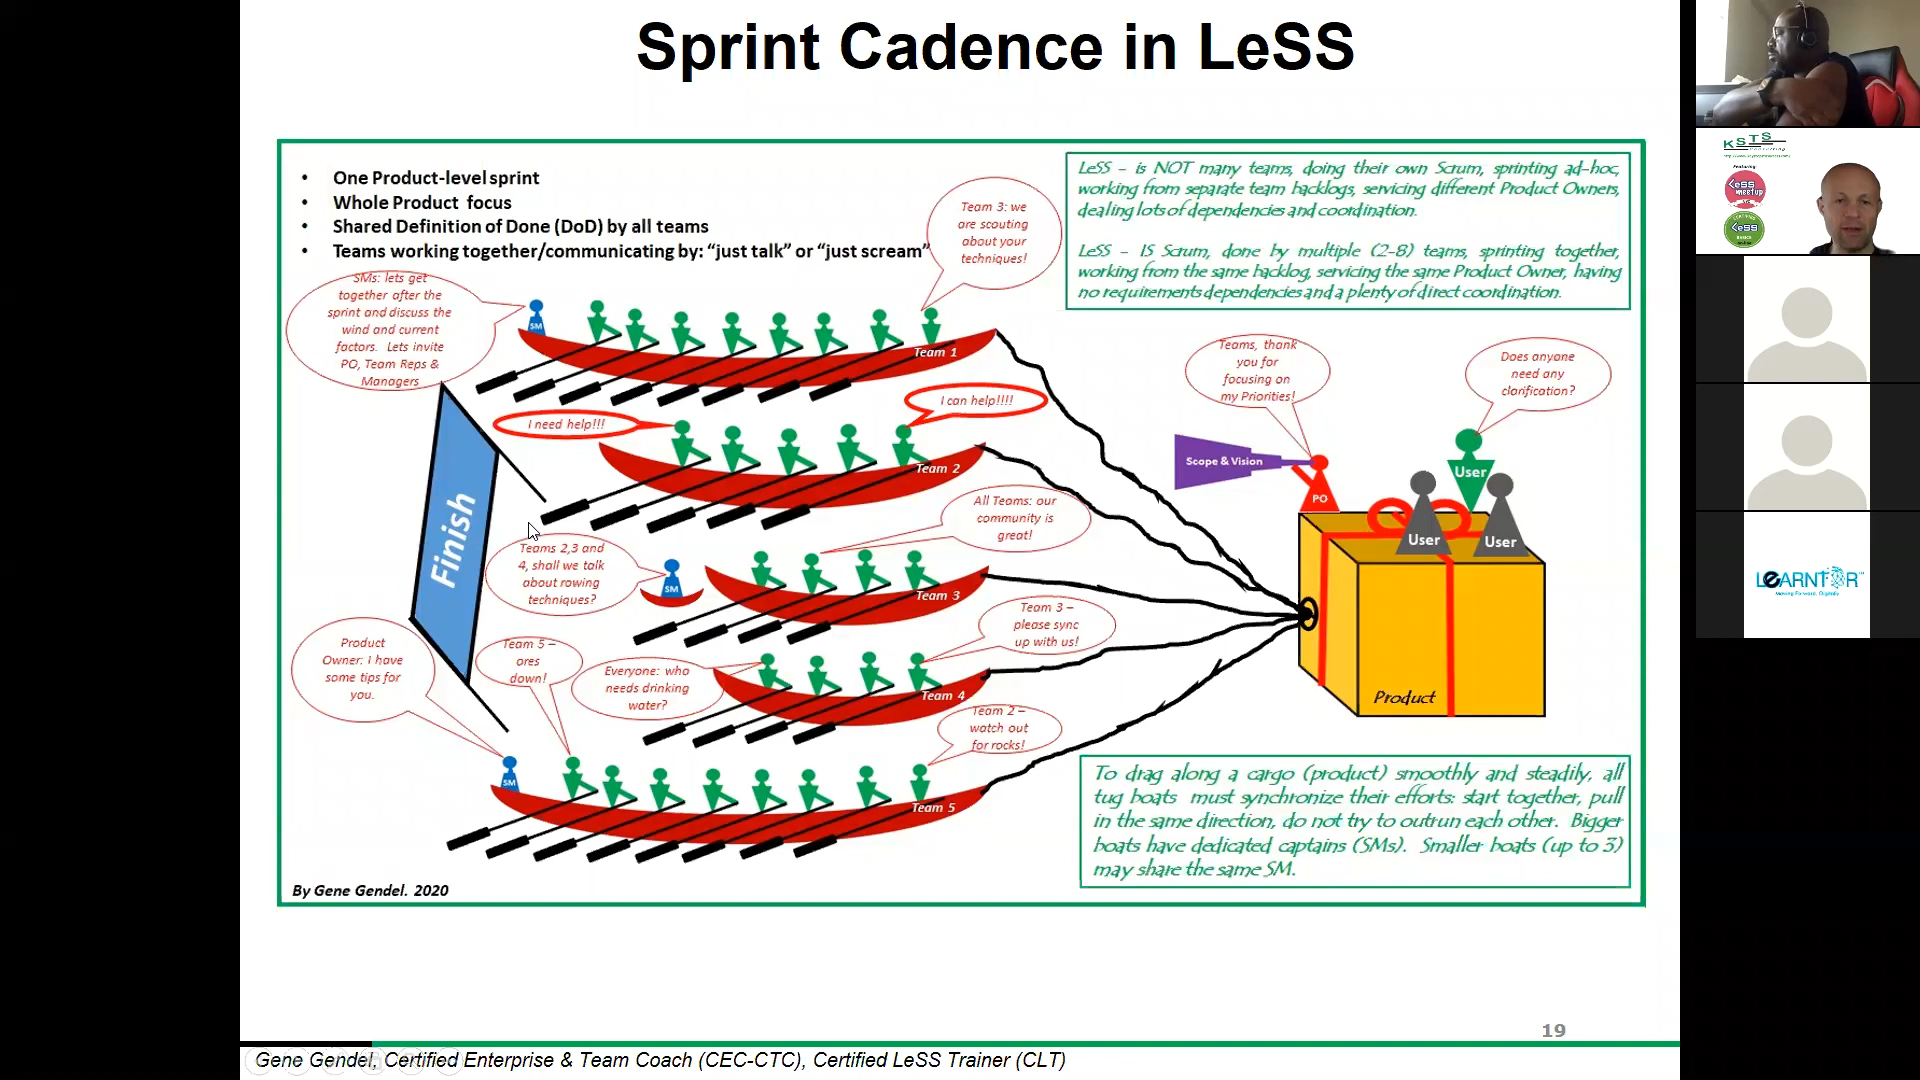 Sprint Cadence in LeSS
• One Product-level sprint
• Whole Product focus
• Shared Definition of Done (DoD) by all teams
• Teams working together/communicating by: “just talk” or “just scream”
LeSS – is NOT many teams, doing their own Scrum, sprinting ad-hoc,
working from separate team backlogs, servicing different Product Owners,
dealing lots of dependencies and coordination.
LeSS – IS Scrum, done by multiple (2-8) teams, sprinting together,
working from the same backlog, servicing the same Product Owner, having
no requirements dependencies and a plenty of direct coordination.
Team 3: we
are scouting
about your
techniques!
SMs: lets get
together after the
sprint and discuss the
wind and current
factors. Lets invite
PO, Team Reps &
Managers
SM
Team 1
I need help!!!
I can help!!!!
Team 2
Teams, thank
you for
focusing on
my Priorities!
Does anyone
need any
clarification?
Scope & Vision
PO
User
User
User
Product
Finish
All Teams: our
community is
great!
Teams 2,3 and
4, shall we talk
about rowing
techniques?
SM
Team 3
Team 3 –
please sync
up with us!
Product
Owner: I have
some tips for
you.
Team 5 –
ores
down!
Everyone: who
needs drinking
water?
Team 4
Team 2 –
watch out
for rocks!
SM
Team 5
To drag along a cargo (product) smoothly and steadily, all
tug boats must synchronize their efforts: start together, pull
in the same direction, do not try to outrun each other. Bigger
boats have dedicated captains (SMs). Smaller boats (up to 3)
may share the same SM.
By Gene Gendel. 2020
19
Gene Gendel, Certified Enterprise & Team Coach (CEC-CTC), Certified LeSS Trainer (CLT)
KSTS
Featuring:
LeSS
meetup
LeSS
LEARNTOR
Moving Forward, Digitally